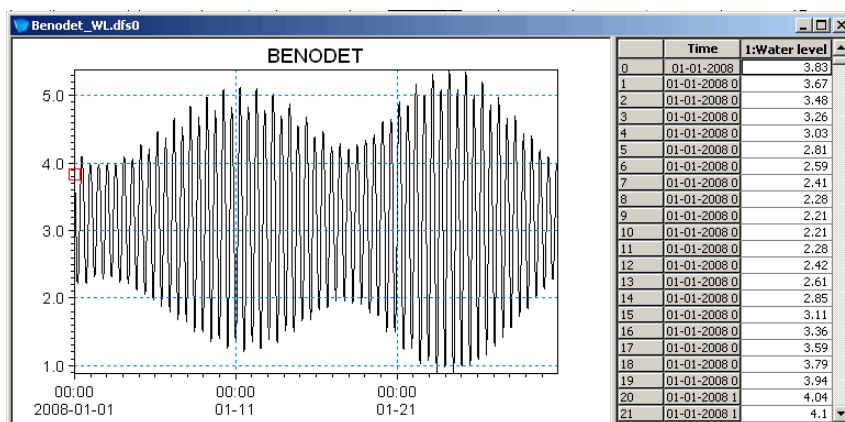 Benodet_WL.dfs0
BENODET
5.0
4.0
3.0
2.0
1.0
00:00 00:00 00:00
2008-01-01 01-11 01-21
Time 1:Water level
0 01-01-2008 3.83
1 01-01-2008 0 3.67
2 01-01-2008 0 3.48
3 01-01-2008 0 3.26
4 01-01-2008 0 3.03
5 01-01-2008 0 2.81
6 01-01-2008 0 2.59
7 01-01-2008 0 2.41
8 01-01-2008 0 2.28
9 01-01-2008 0 2.21
10 01-01-2008 0 2.21
11 01-01-2008 0 2.28
12 01-01-2008 0 2.42
13 01-01-2008 0 2.61
14 01-01-2008 0 2.85
15 01-01-2008 0 3.11
16 01-01-2008 0 3.36
17 01-01-2008 0 3.59
18 01-01-2008 0 3.79
19 01-01-2008 0 3.94
20 01-01-2008 1 4.04
21 01-01-2008 1 4.1